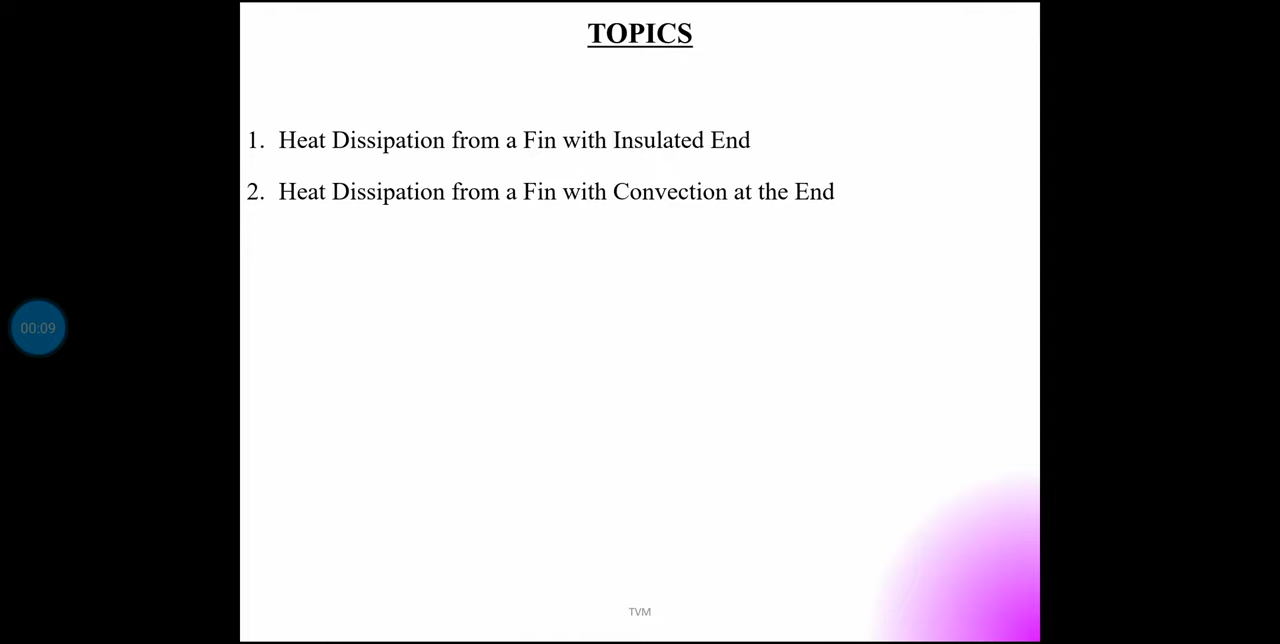 TOPICS
1. Heat Dissipation from a Fin with Insulated End
2. Heat Dissipation from a Fin with Convection at the End
00:09
TVM